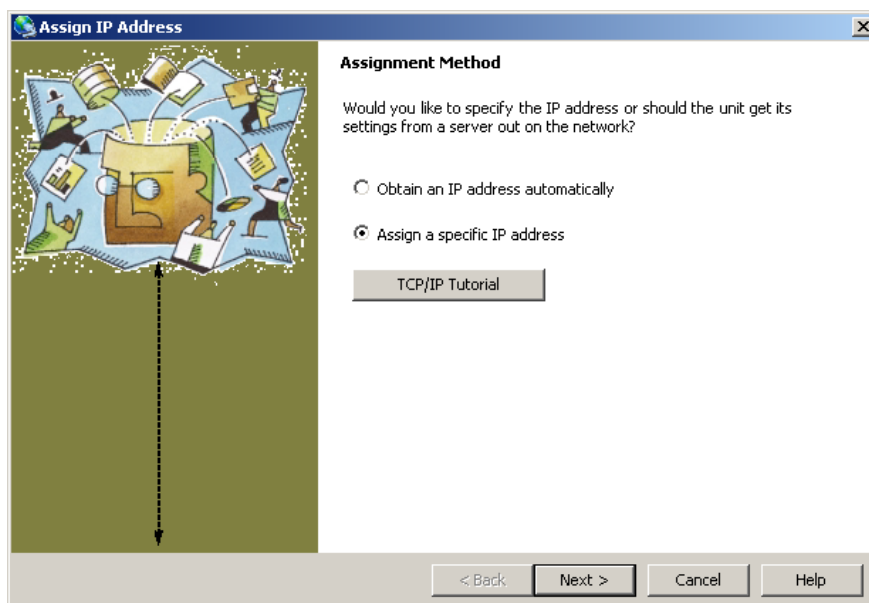 Assign IP Address
Assignment Method
Would you like to specify the IP address or should the unit get its
settings from a server out on the network?
Obtain an IP address automatically
Assign a specific IP address
TCP/IP Tutorial
< Back
Next >
Cancel
Help